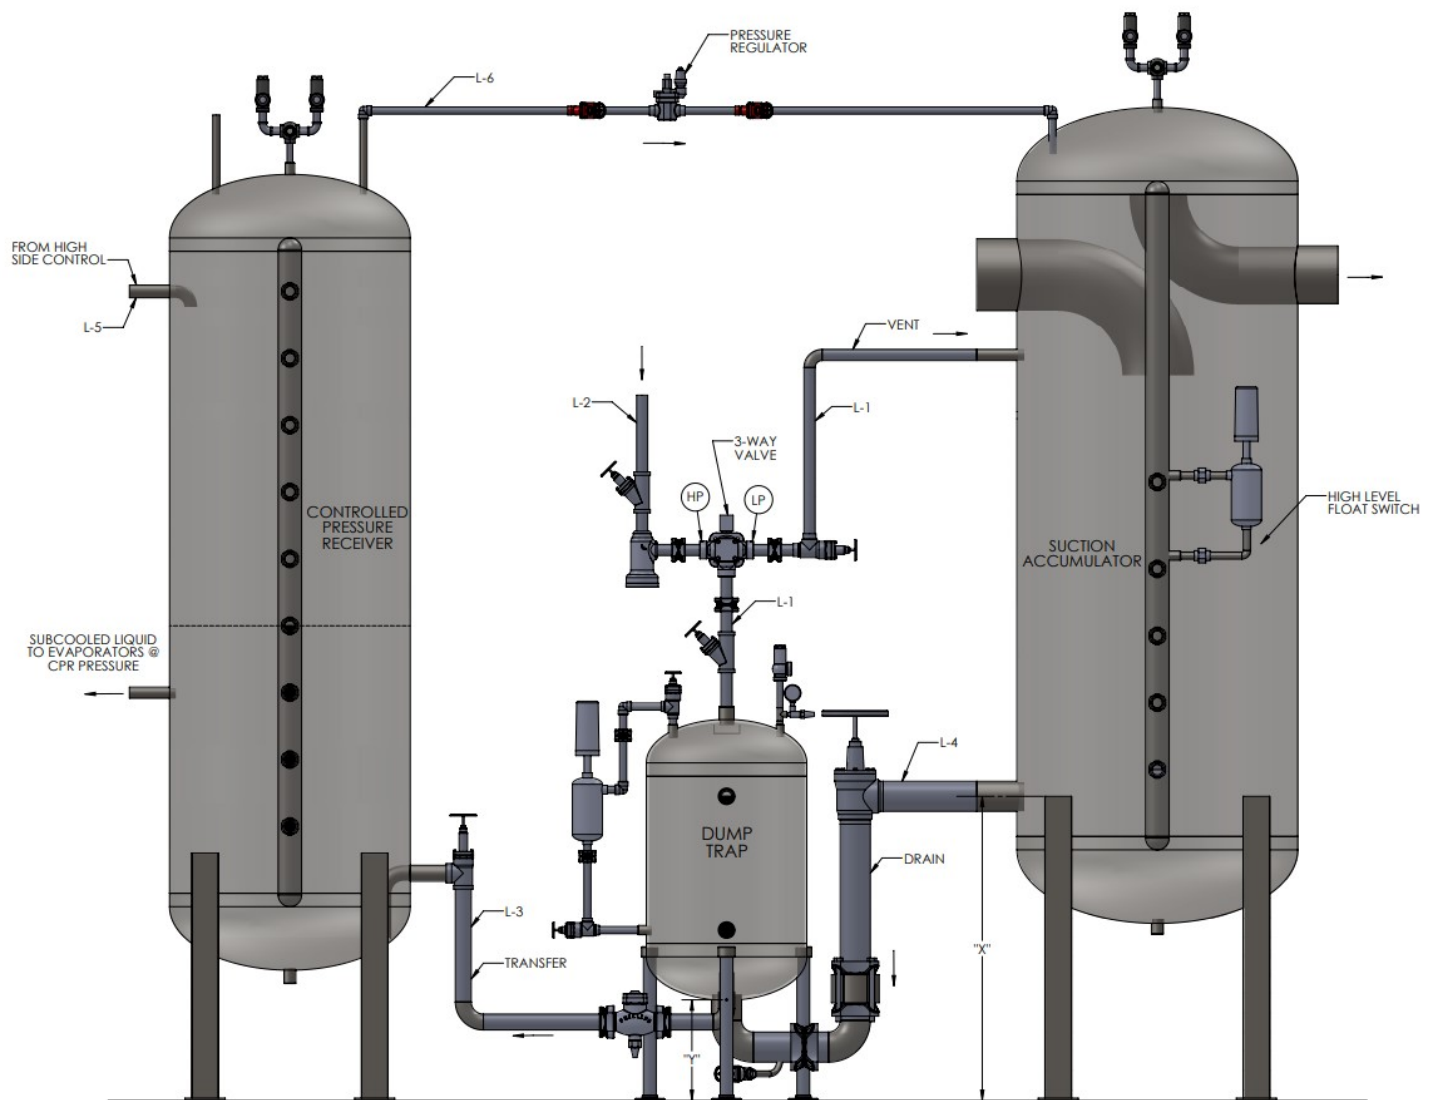 PRESSURE
REGULATOR
L-6
FROM HIGH
SIDE CONTROL
L-5
VENT
L-2
L-1
3-WAY
VALVE
HP
LP
HIGH LEVEL
FLOAT SWITCH
CONTROLLED
PRESSURE
RECEIVER
SUCTION
ACCUMULATOR
L-1
SUBCOOLED LIQUID
TO EVAPORATORS @
CPR PRESSURE
L-4
DUMP
TRAP
DRAIN
L-3
"X"
TRANSFER
PHILLIPS
"Y"